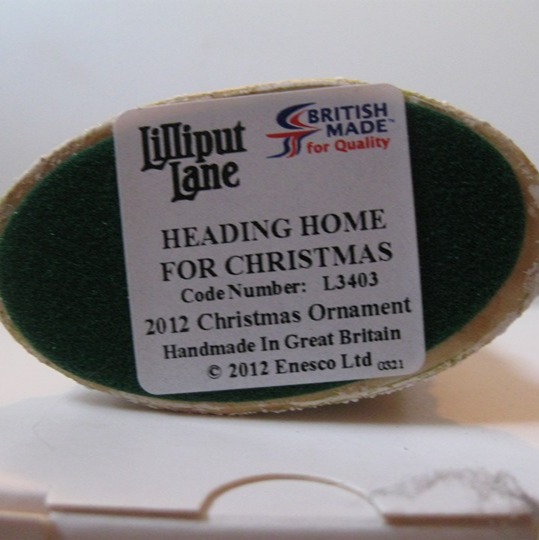 Lilliput
Lane
BRITISH
MADE™
for Quality
HEADING HOME
FOR CHRISTMAS
Code Number: L3403
2012 Christmas Ornament
Handmade In Great Britain
© 2012 Enesco Ltd 0321